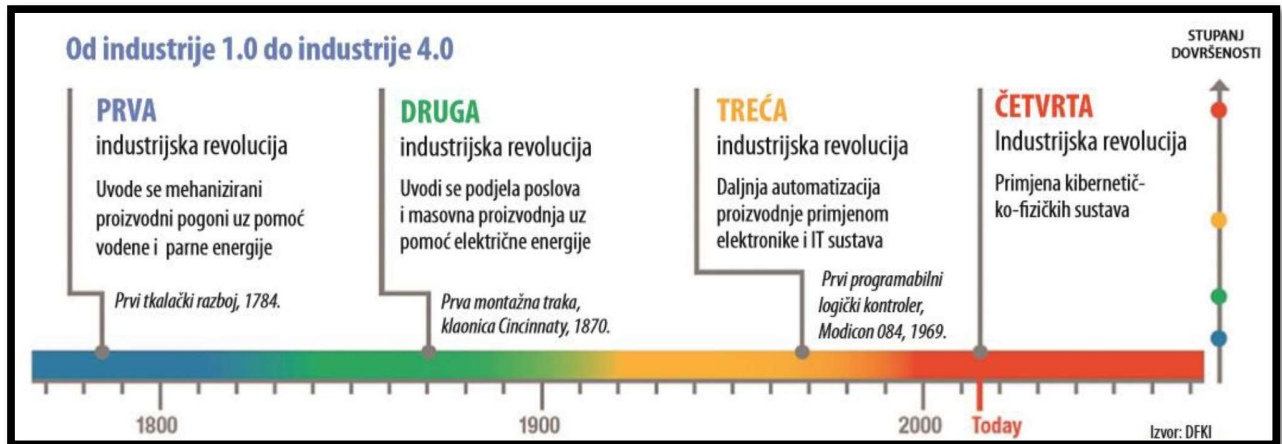 Od industrije 1.0 do industrije 4.0
STUPANJ
DOVRŠENOSTI
PRVA
industrijska revolucija
Uvode se mehanizirani
proizvodni pogoni uz pomoć
vodene i parne energije
Prvi tkalački razboj, 1784.
DRUGA
industrijska revolucija
Uvodi se podjela poslova
i masovna proizvodnja uz
pomoć električne energije
Prva montažna traka,
klaonica Cincinnaty, 1870.
TREĆA
industrijska revolucija
Daljnja automatizacija
proizvodnje primjenom
elektronike i IT sustava
Prvi programabilni
logički kontroler,
Modicon 084, 1969.
ČETVRTA
Industrijska revolucija
Primjena kibernetič-
ko-fizičkih sustava
1800
1900
2000
Today
Izvor: DFKI